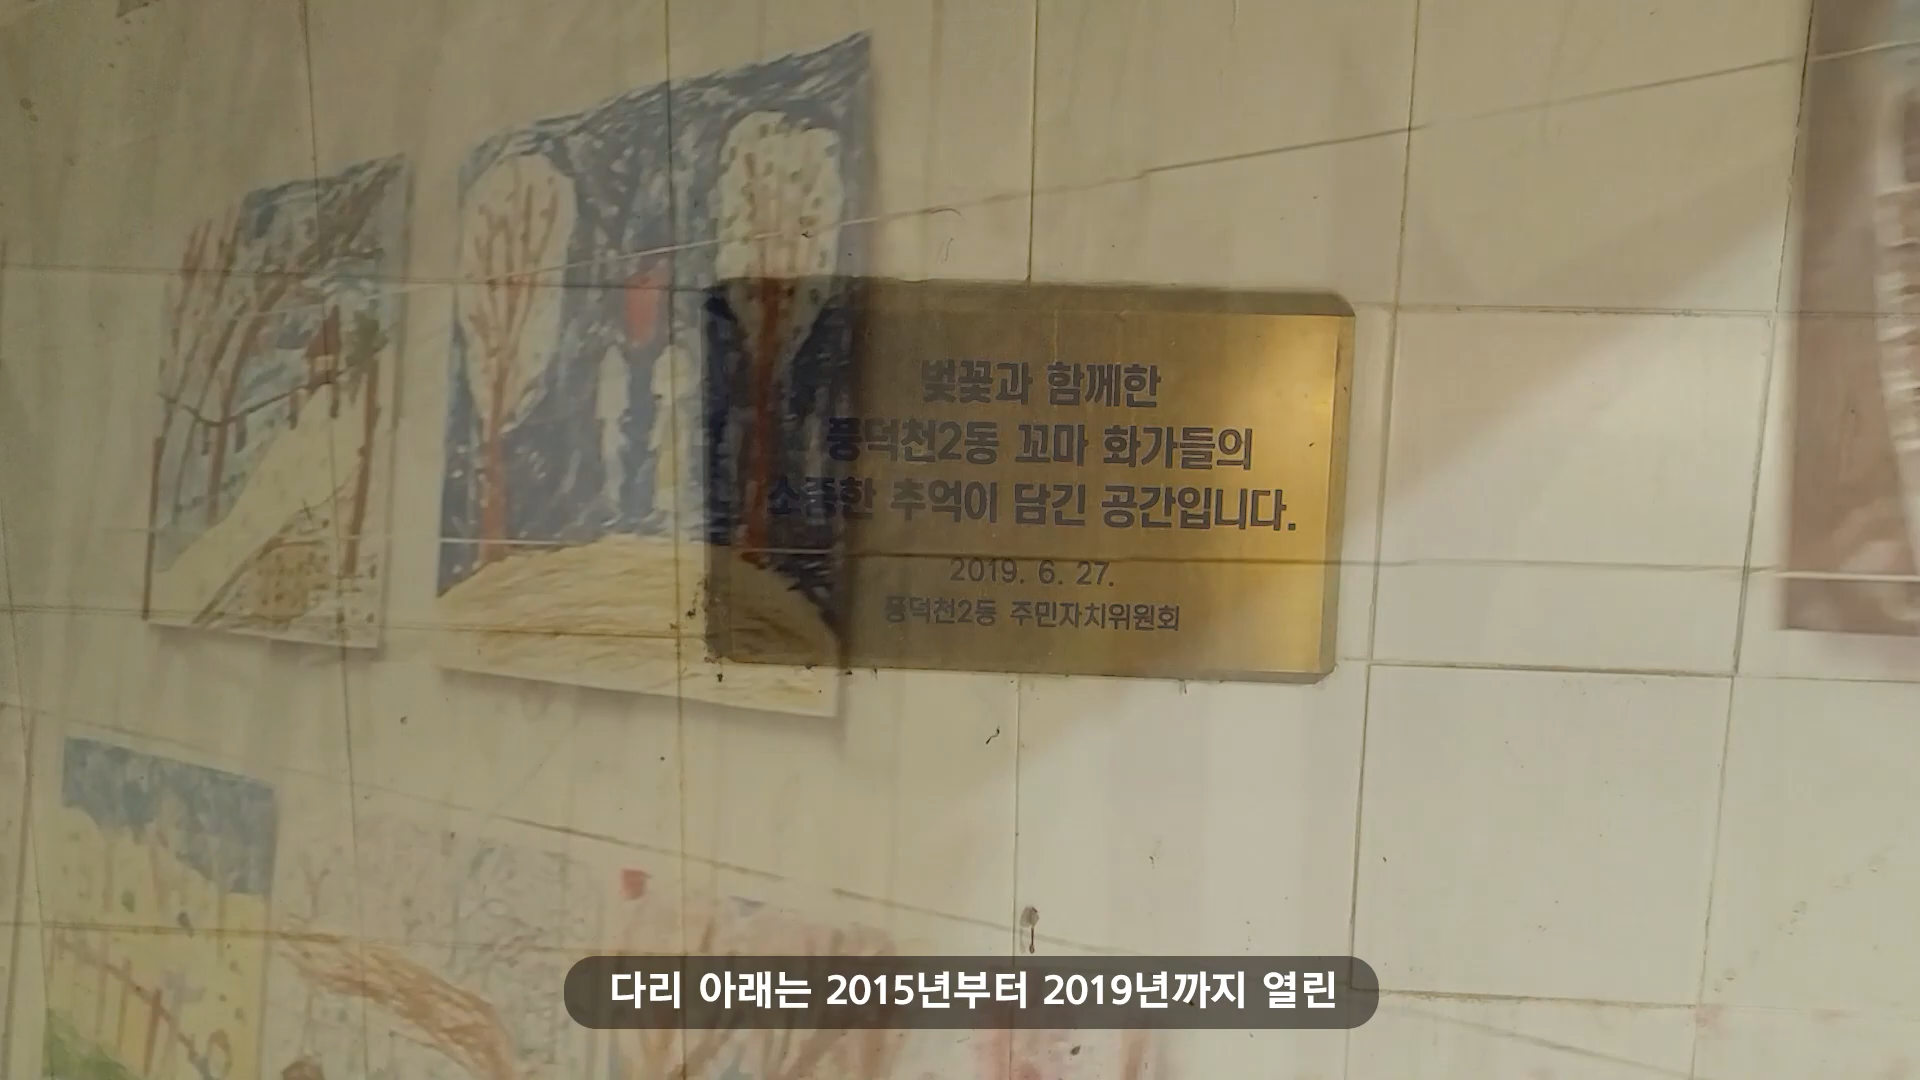 벚꽃과 함께한
풍덕천2동 꼬마 화가들의
소중한 추억이 담긴 공간입니다.
2019. 6. 27.
풍덕천2동 주민자치위원회
다리 아래는 2015년부터 2019년까지 열린